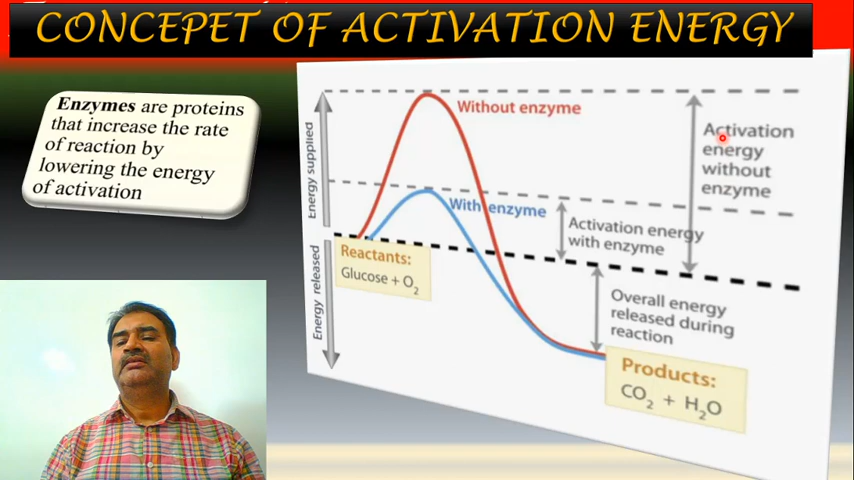 CONCEPET OF ACTIVATION ENERGY
Enzymes are proteins
that increase the rate
of reaction by
lowering the energy
of activation
Energy supplied
Energy released
Without enzyme
With enzyme
Activation
energy
without
enzyme
Activation energy
with enzyme
Reactants:
Glucose + O2
Overall energy
released during
reaction
Products:
CO2 + H2O